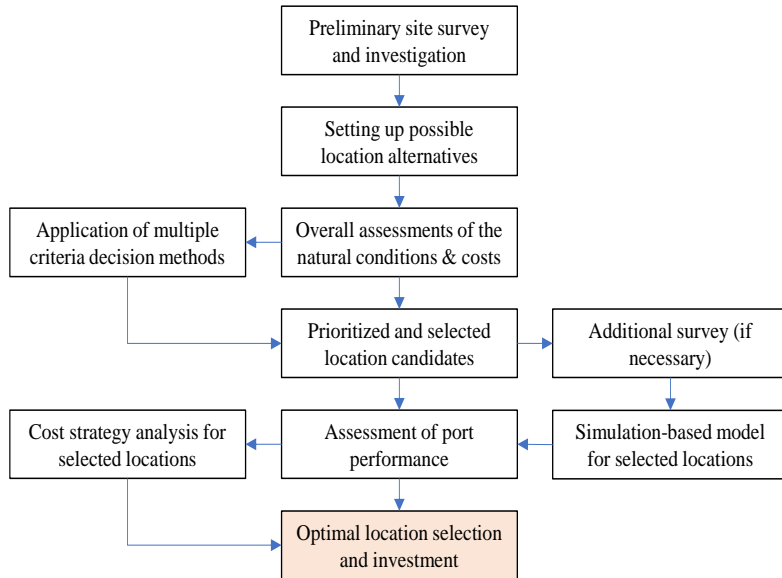 Preliminary site survey
and investigation
Setting up possible
location alternatives
Application of multiple
criteria decision methods
Overall assessments of the
natural conditions & costs
Prioritized and selected
location candidates
Additional survey (if
necessary)
Cost strategy analysis for
selected locations
Assessment of port
performance
Simulation-based model
for selected locations
Optimal location selection
and investment